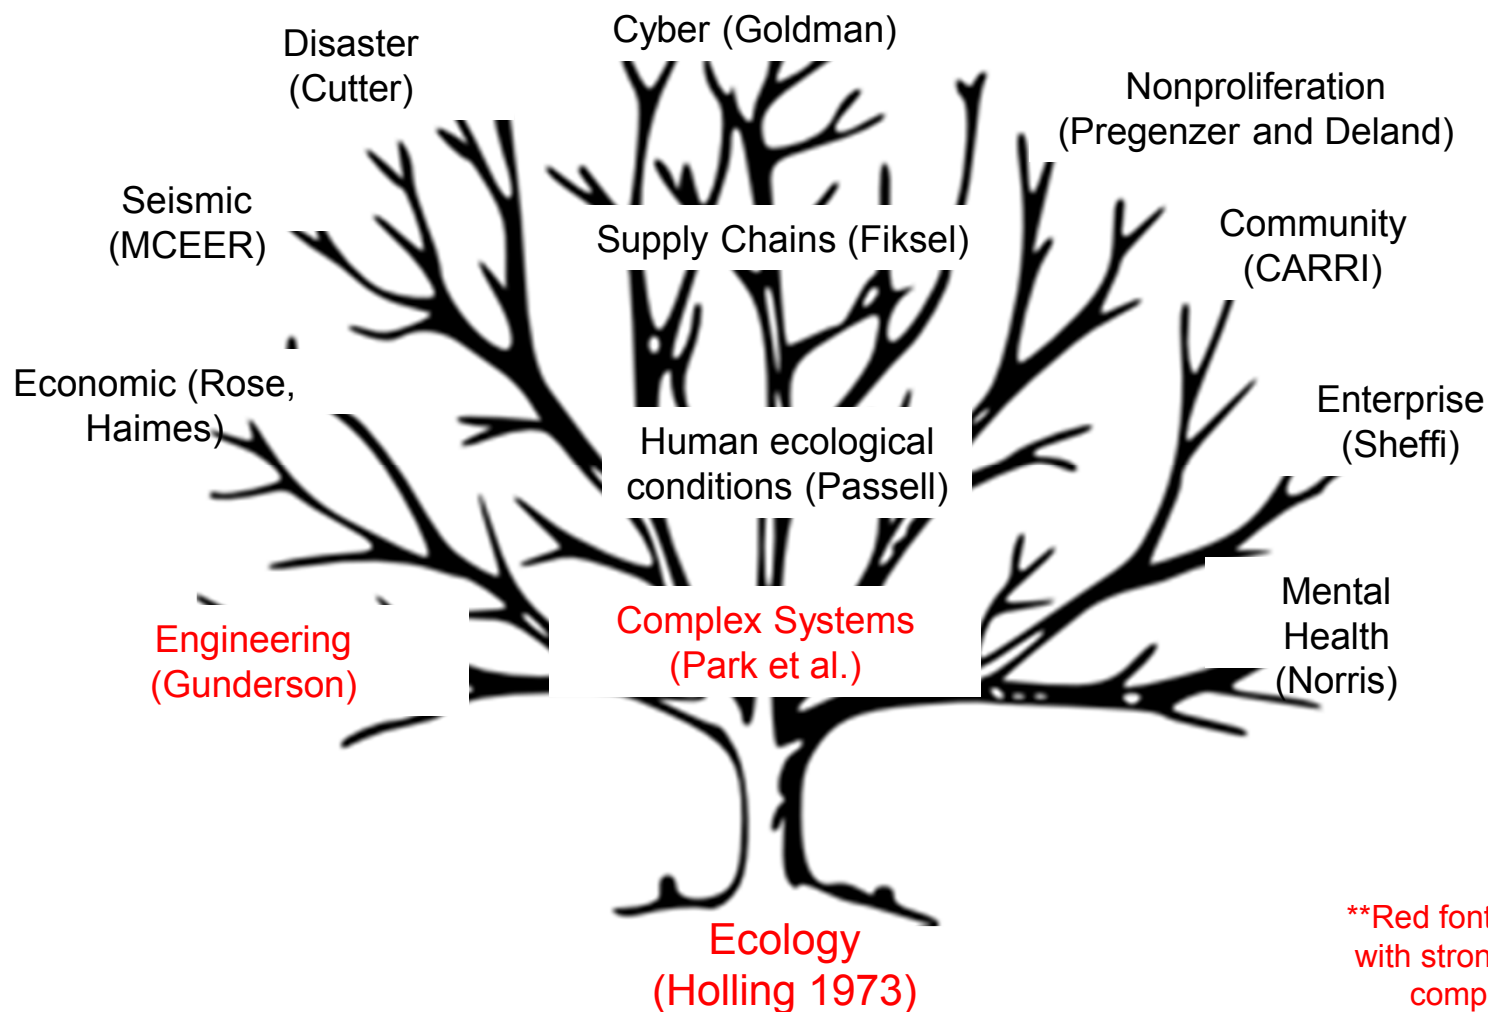 Cyber (Goldman)
Disaster
(Cutter)
Nonproliferation
(Pregenzer and Deland)
Seismic
(MCEER)
Supply Chains (Fiksel)
Community
(CARRI)
Economic (Rose,
Haimes)
Enterprise
(Sheffi)
Human ecological
conditions (Passell)
Mental
Health
(Norris)
Engineering
(Gunderson)
Complex Systems
(Park et al.)
Ecology
(Holling 1973)
**Red font
with